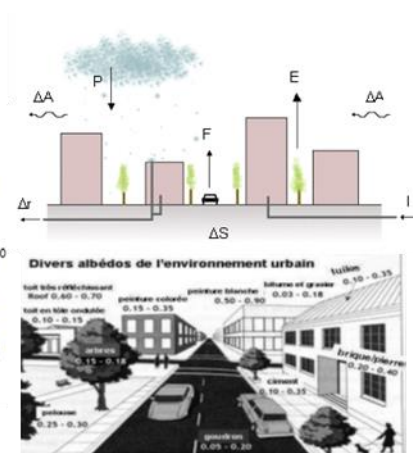 P
E
ΔA
ΔA
F
Δr
I
ΔS
Divers albédos de l'environnement urbain
toit très réfléchissant
Roof 0,60 - 0,70
toit en tôle ondulée
0.10 - 0.15
peinture colorée
0.15 - 0.35
peinture blanche
0.50 - 0.90
bitume et gravier
0.03 - 0.18
tuiles
0.10 - 0.35
arbres
0.15 - 0.18
brique/pierre
0.20 - 0.40
ciment
0.10 - 0.35
pelouse
0.25 - 0.30
goudron
0.05 - 0.20